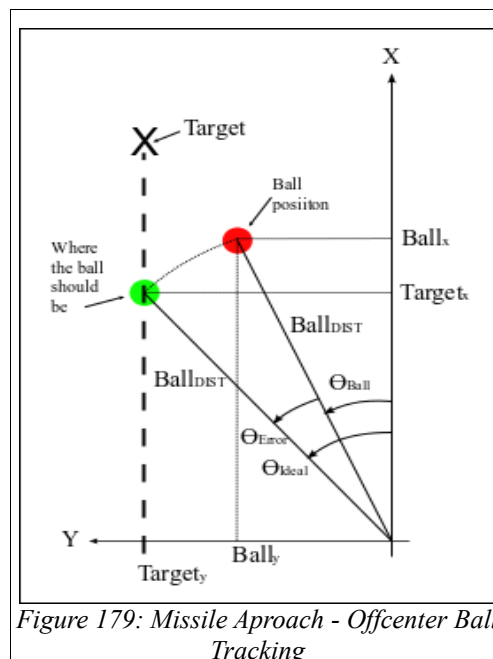 X
X
Target
Ball
posiiton
Where
the ball
should
be
Ballx
Targetx
BallDIST
BallDIST
ΘBall
ΘError
ΘIdeal
Y
Bally
Targety
Figure 179: Missile Aproach - Offcenter Ball
Tracking